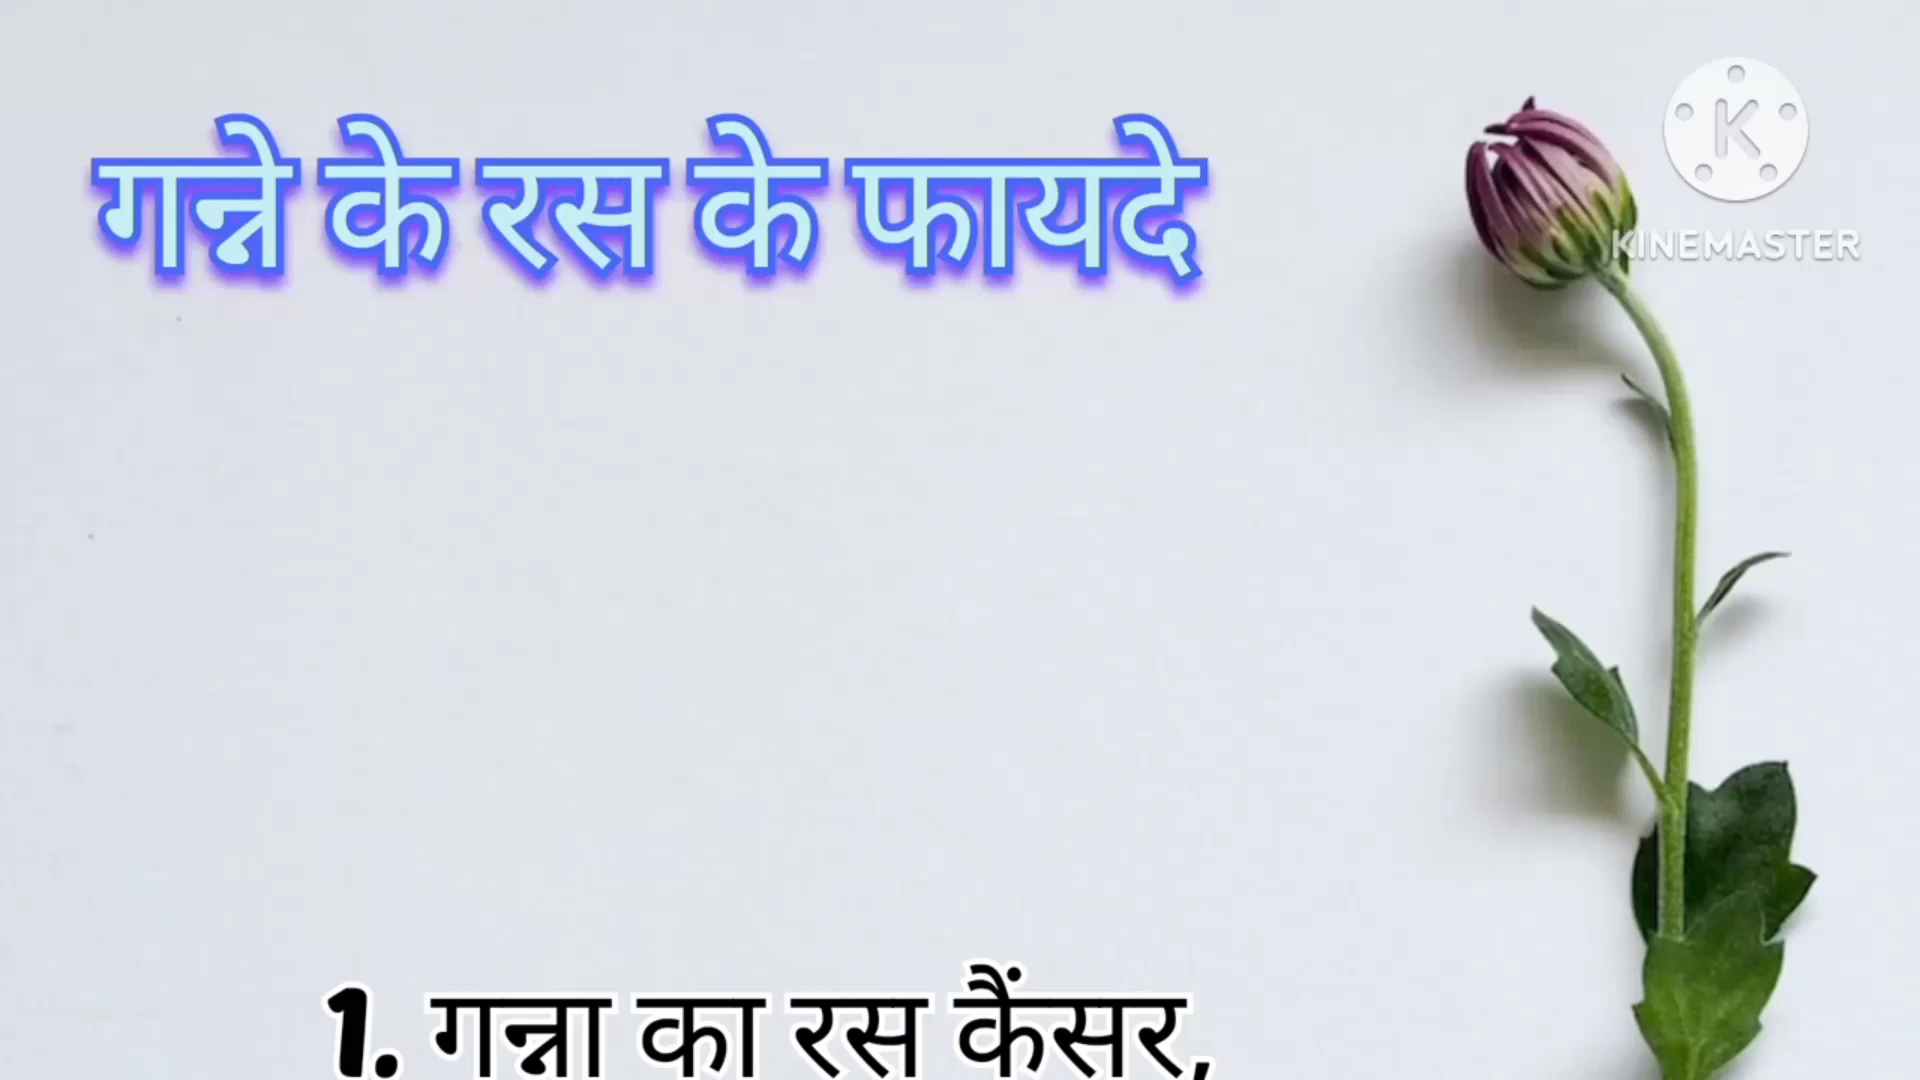 गन्ने के रस के फायदे
K
KINEMASTER
1. गन्ना का रस कैंसर,